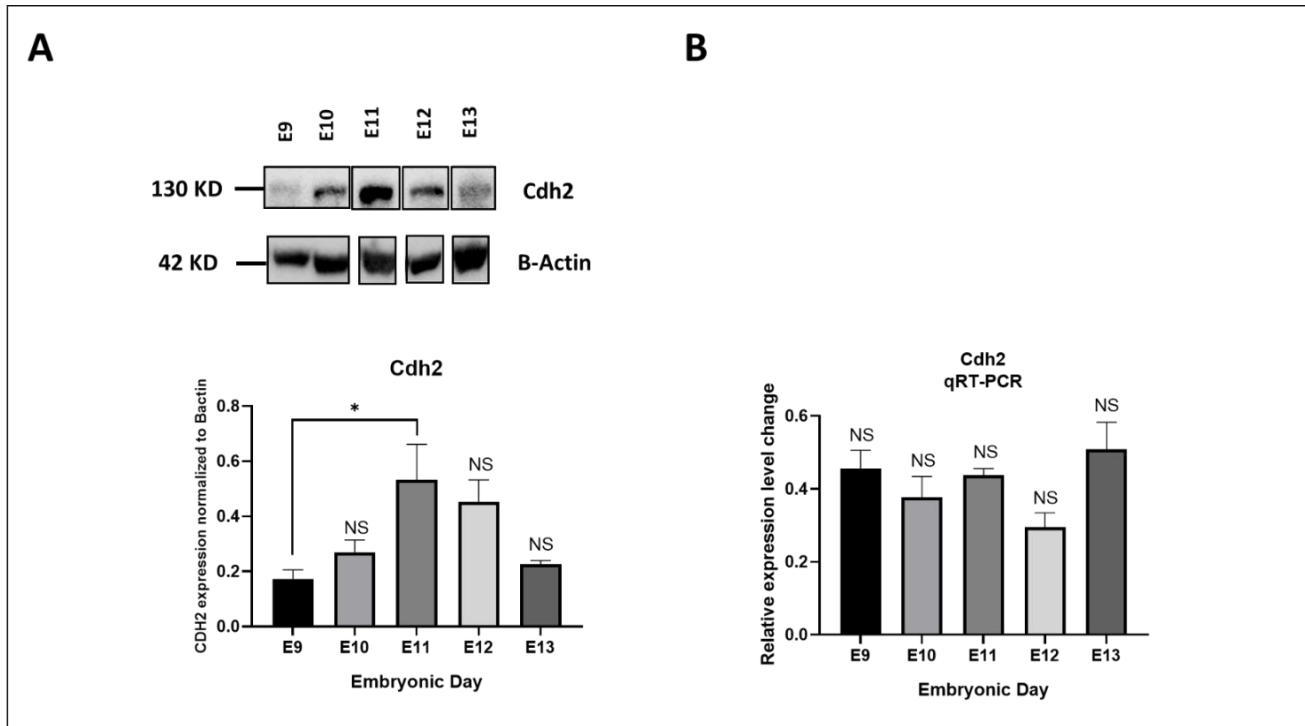 A
E9 E10 E11 E12 E13
130 KD Cdh2
42 KD B-Actin
Cdh2
CDH2 expression normalized to Bactin
0.8
0.6
0.4
0.2
0.0
*
NS
NS
NS
E9 E10 E11 E12 E13
Embryonic Day
B
Cdh2
qRT-PCR
Relative expression level change
0.6
0.4
0.2
0.0
NS
NS
NS
NS
NS
E9 E10 E11 E12 E13
Embryonic Day